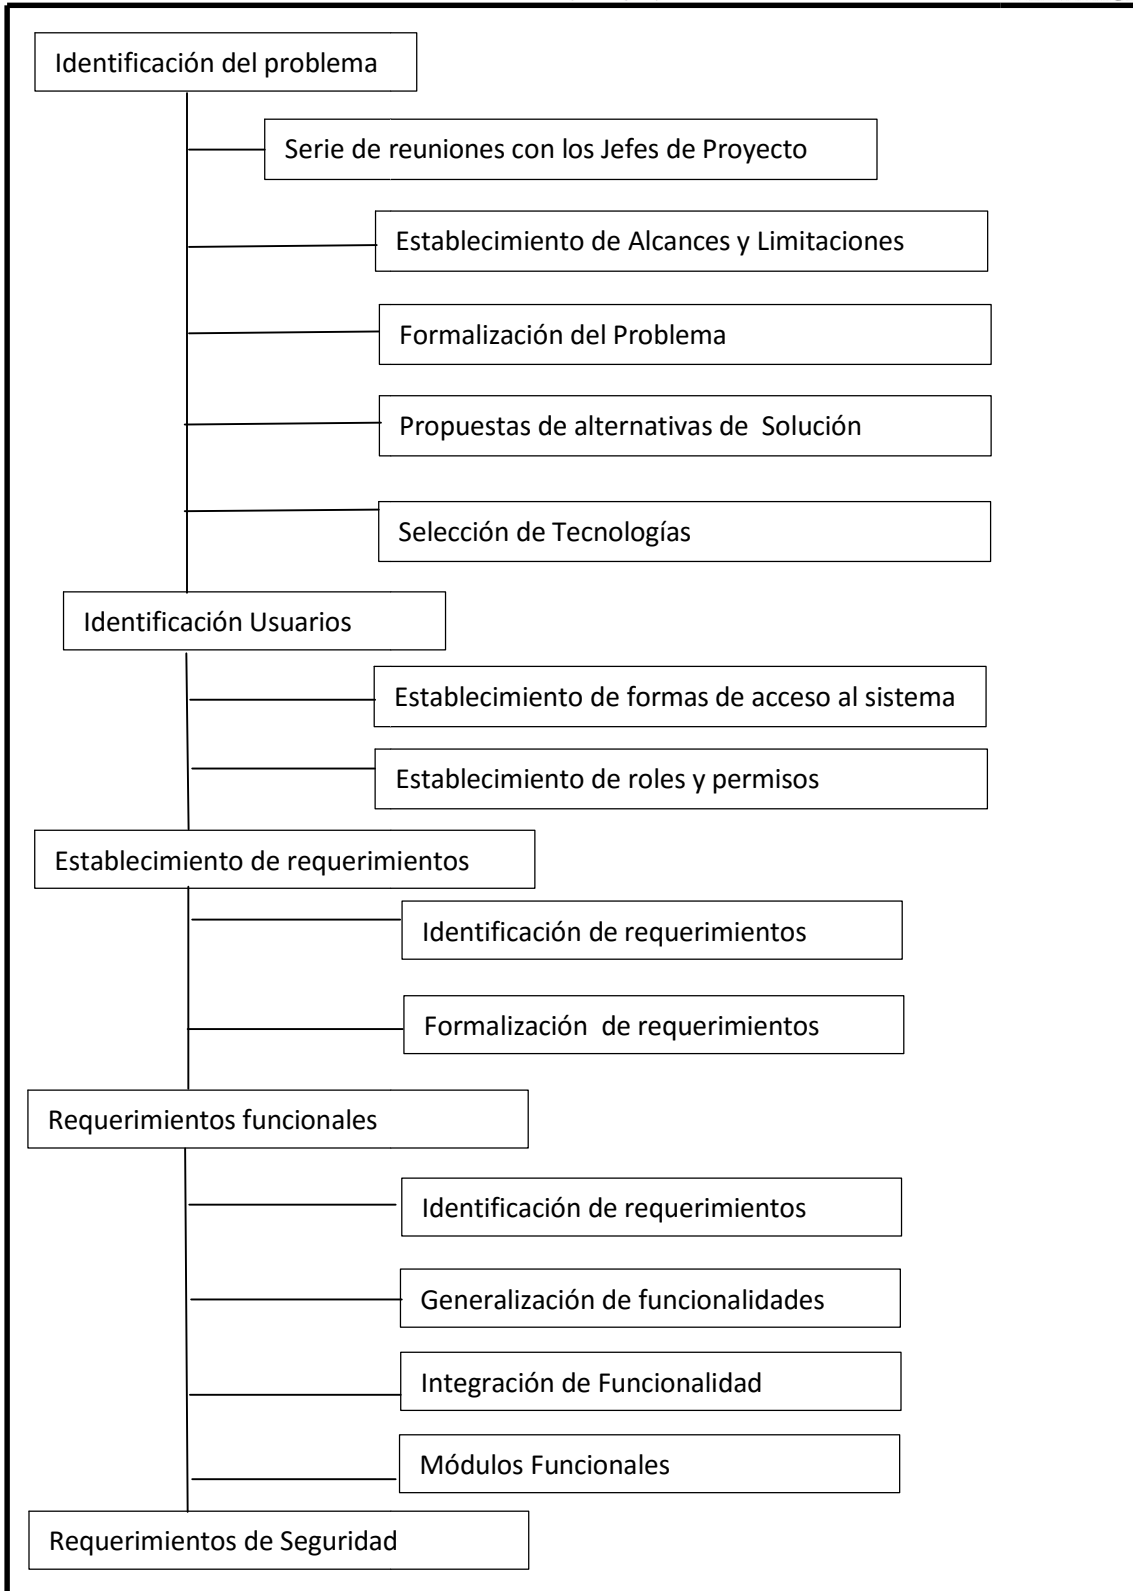 Identificación del problema
Serie de reuniones con los Jefes de Proyecto
Establecimiento de Alcances y Limitaciones
Formalización del Problema
Propuestas de alternativas de  Solución
Selección de Tecnologías
Identificación Usuarios
Establecimiento de formas de acceso al sistema
Establecimiento de roles y permisos
Establecimiento de requerimientos
Identificación de requerimientos
Formalización  de requerimientos
Requerimientos funcionales
Identificación de requerimientos
Generalización de funcionalidades
Integración de Funcionalidad
Módulos Funcionales
Requerimientos de Seguridad